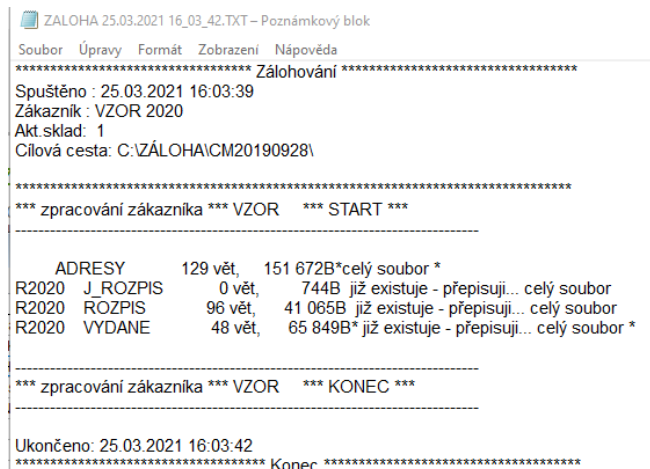 ZALOHA 25.03.2021 16_03_42.TXT – Poznámkový blok
Soubor Úpravy Formát Zobrazení Nápověda
********************************** Zálohování **********************************
Spuštěno : 25.03.2021 16:03:39
Zákazník : VZOR 2020
Akt.sklad: 1
Cílová cesta: C:\ZÁLOHA\CM20190928\
********************************************************************************
*** zpracování zákazníka *** VZOR *** START ***
--------------------------------------------------------------------------------
ADRESY 129 vět, 151 672B*celý soubor *
R2020 J_ROZPIS 0 vět, 744B již existuje - přepisuji... celý soubor
R2020 ROZPIS 96 vět, 41 065B již existuje - přepisuji... celý soubor
R2020 VYDANE 48 vět, 65 849B* již existuje - přepisuji... celý soubor *
--------------------------------------------------------------------------------
*** zpracování zákazníka *** VZOR *** KONEC ***
--------------------------------------------------------------------------------
Ukončeno: 25.03.2021 16:03:42
************************************ Konec *************************************